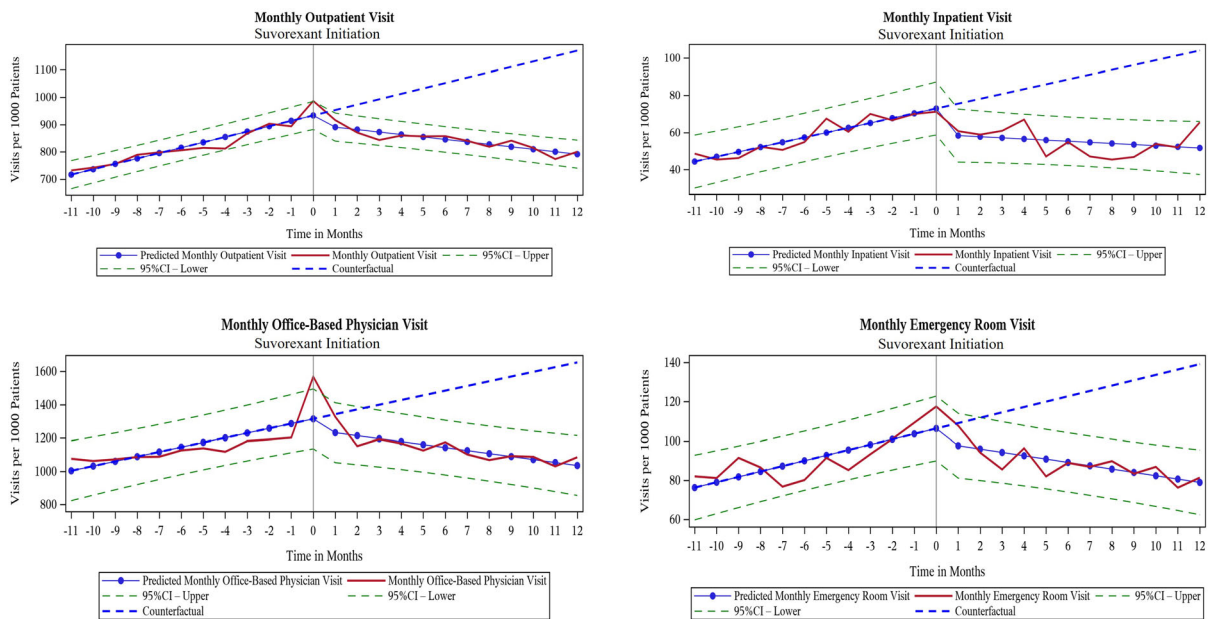 Monthly Outpatient Visit
Suvorexant Initiation
Visits per 1000 Patients
1100
1000
900
800
700
-11 -10 -9 -8 -7 -6 -5 -4 -3 -2 -1 0 1 2 3 4 5 6 7 8 9 10 11 12
Time in Months
Predicted Monthly Outpatient Visit Monthly Outpatient Visit 95%CI – Upper
95%CI – Lower Counterfactual
Monthly Inpatient Visit
Suvorexant Initiation
Visits per 1000 Patients
100
80
60
40
-11 -10 -9 -8 -7 -6 -5 -4 -3 -2 -1 0 1 2 3 4 5 6 7 8 9 10 11 12
Time in Months
Predicted Monthly Inpatient Visit Monthly Inpatient Visit 95%CI – Upper
95%CI – Lower Counterfactual
Monthly Office-Based Physician Visit
Suvorexant Initiation
Visits per 1000 Patients
1600
1400
1200
1000
800
-11 -10 -9 -8 -7 -6 -5 -4 -3 -2 -1 0 1 2 3 4 5 6 7 8 9 10 11 12
Time in Months
Predicted Monthly Office-Based Physician Visit Monthly Office-Based Physician Visit
95%CI – Upper 95%CI – Lower
Counterfactual
Monthly Emergency Room Visit
Suvorexant Initiation
Visits per 1000 Patients
140
120
100
80
60
-11 -10 -9 -8 -7 -6 -5 -4 -3 -2 -1 0 1 2 3 4 5 6 7 8 9 10 11 12
Time in Months
Predicted Monthly Emergency Room Visit Monthly Emergency Room Visit 95%CI – Upper
95%CI – Lower Counterfactual